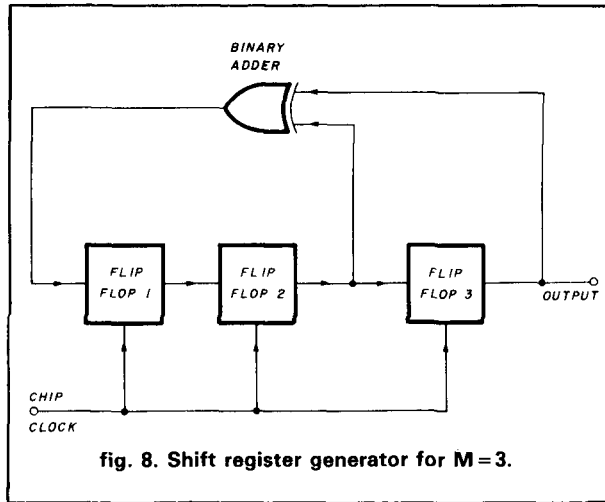 BINARY
ADDER
FLIP
FLOP 1
FLIP
FLOP 2
FLIP
FLOP 3
OUTPUT
CHIP
CLOCK
fig. 8. Shift register generator for M=3.